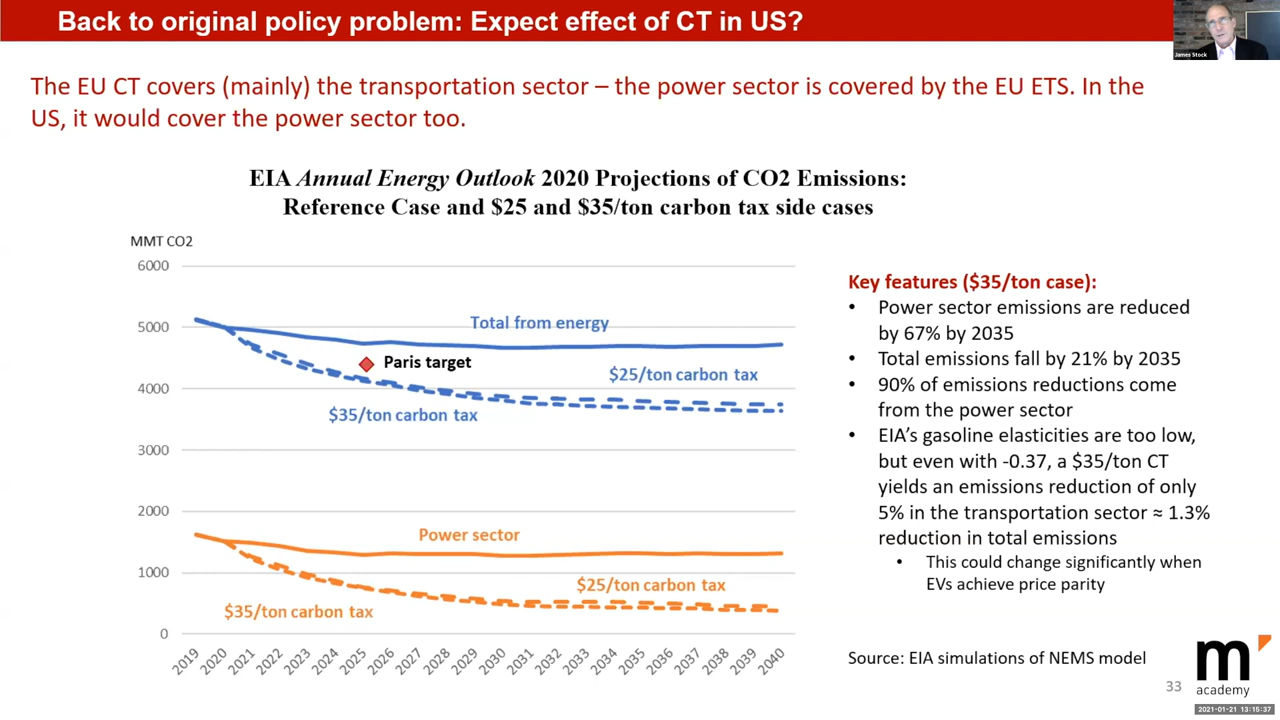 Back to original policy problem: Expect effect of CT in US?
James Stock
The EU CT covers (mainly) the transportation sector – the power sector is covered by the EU ETS. In the
US, it would cover the power sector too.
EIA Annual Energy Outlook 2020 Projections of CO2 Emissions:
Reference Case and $25 and $35/ton carbon tax side cases
MMT CO2
6000
5000
4000
3000
2000
1000
0
Total from energy
Paris target
$25/ton carbon tax
$35/ton carbon tax
Power sector
$25/ton carbon tax
$35/ton carbon tax
2019 2020 2021 2022 2023 2024 2025 2026 2027 2028 2029 2030 2031 2032 2033 2034 2035 2036 2037 2038 2039 2040
Key features ($35/ton case):
• Power sector emissions are reduced
by 67% by 2035
• Total emissions fall by 21% by 2035
• 90% of emissions reductions come
from the power sector
• EIA's gasoline elasticities are too low,
but even with -0.37, a $35/ton CT
yields an emissions reduction of only
5% in the transportation sector ≈ 1.3%
reduction in total emissions
• This could change significantly when
EVs achieve price parity
Source: EIA simulations of NEMS model
33
m
academy
2021-01-21 13:16:37